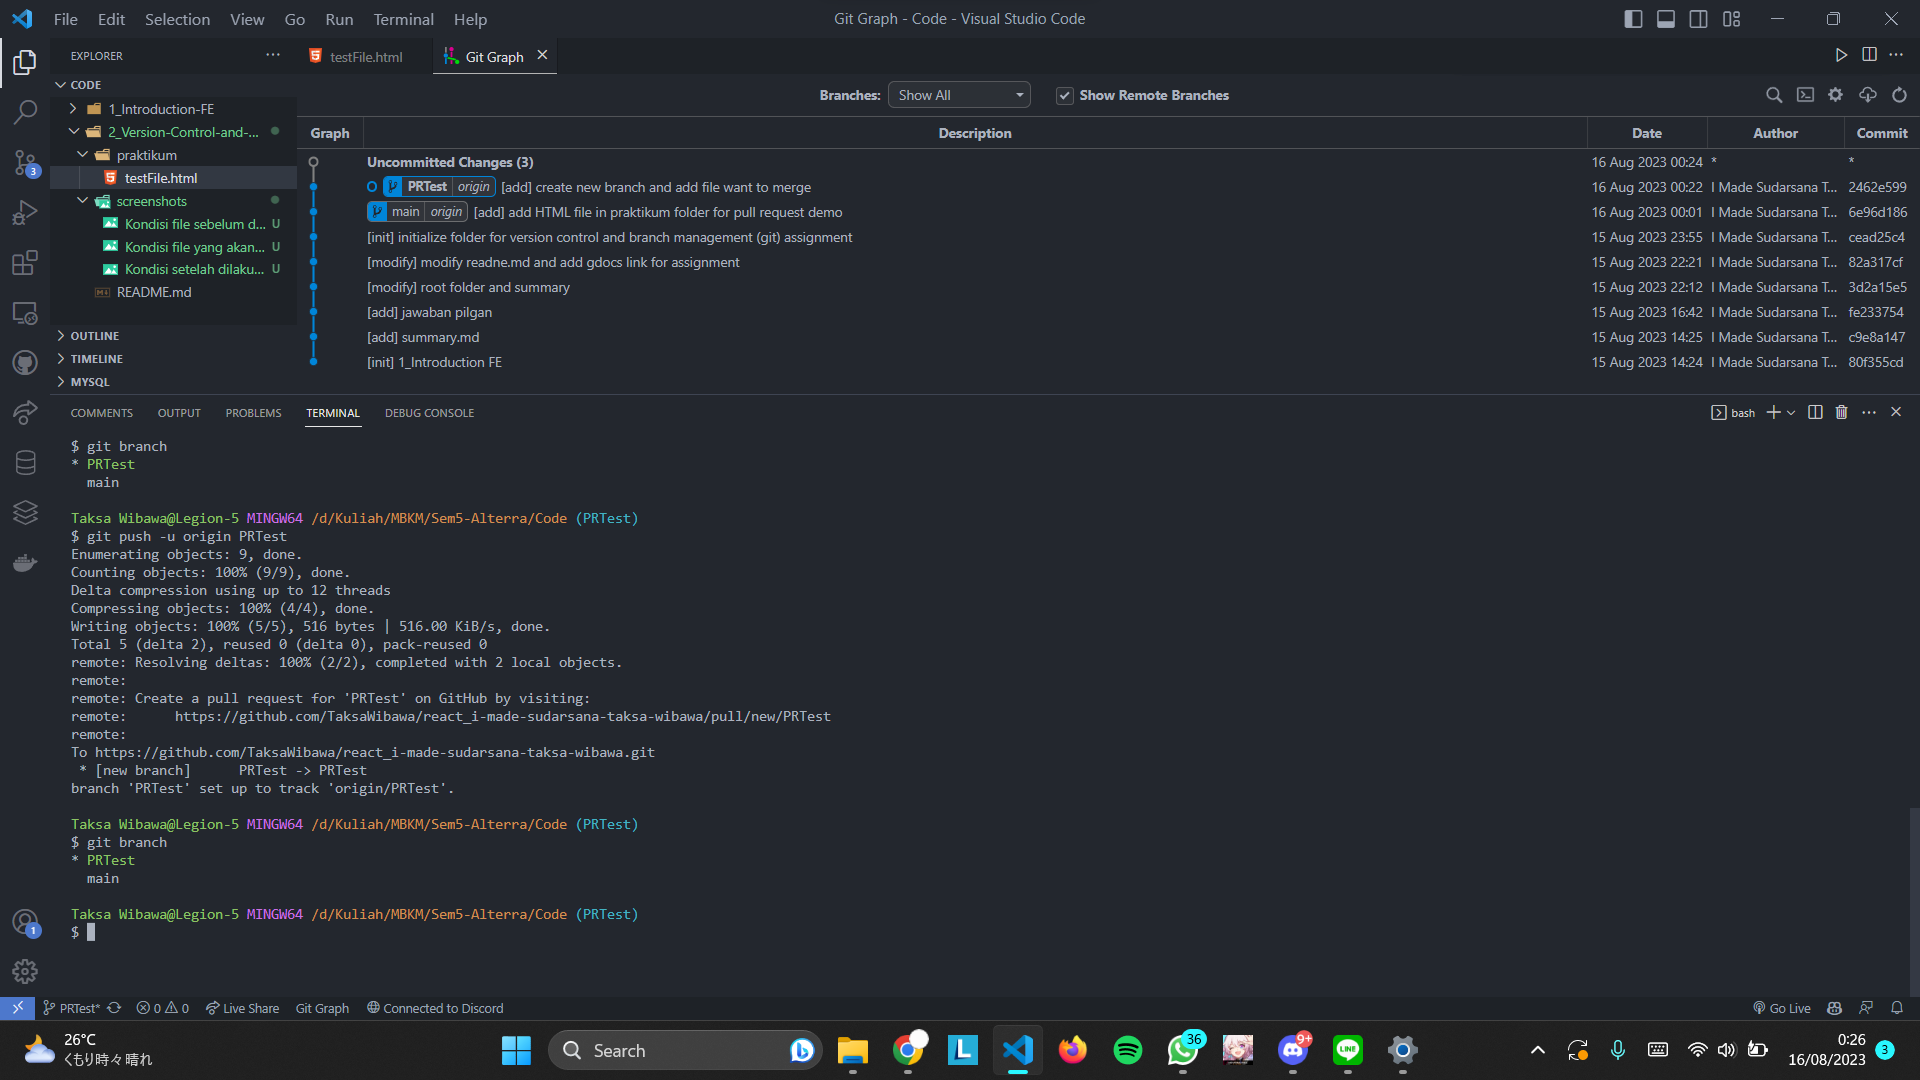 File Edit Selection View Go Run Terminal Help
Git Graph - Code - Visual Studio Code
EXPLORER
testFile.html
Git Graph
CODE
1_Introduction-FE
2_Version-Control-and-...
praktikum
testFile.html
screenshots
Kondisi file sebelum d... U
Kondisi file yang akan... U
Kondisi setelah dilaku... U
README.md
OUTLINE
TIMELINE
MYSQL
3
Branches: Show All
Show Remote Branches
Graph Description Date Author Commit
Uncommitted Changes (3) 16 Aug 2023 00:24 * *
PRTest origin [add] create new branch and add file want to merge 16 Aug 2023 00:22 I Made Sudarsana T... 2462e599
main origin [add] add HTML file in praktikum folder for pull request demo 16 Aug 2023 00:01 I Made Sudarsana T... 6e96d186
[init] initialize folder for version control and branch management (git) assignment 15 Aug 2023 23:55 I Made Sudarsana T... cead25c4
[modify] modify readne.md and add gdocs link for assignment 15 Aug 2023 22:21 I Made Sudarsana T... 82a317cf
[modify] root folder and summary 15 Aug 2023 22:12 I Made Sudarsana T... 3d2a15e5
[add] jawaban pilgan 15 Aug 2023 16:42 I Made Sudarsana T... fe233754
[add] summary.md 15 Aug 2023 14:25 I Made Sudarsana T... c9e8a147
[init] 1_Introduction FE 15 Aug 2023 14:24 I Made Sudarsana T... 80f355cd
COMMENTS OUTPUT PROBLEMS TERMINAL DEBUG CONSOLE
bash
$ git branch
* PRTest
main
Taksa Wibawa@Legion-5 MINGW64 /d/Kuliah/MBKM/Sem5-Alterra/Code (PRTest)
$ git push -u origin PRTest
Enumerating objects: 9, done.
Counting objects: 100% (9/9), done.
Delta compression using up to 12 threads
Compressing objects: 100% (4/4), done.
Writing objects: 100% (5/5), 516 bytes | 516.00 KiB/s, done.
Total 5 (delta 2), reused 0 (delta 0), pack-reused 0
remote: Resolving deltas: 100% (2/2), completed with 2 local objects.
remote:
remote: Create a pull request for 'PRTest' on GitHub by visiting:
remote: https://github.com/TaksaWibawa/react_i-made-sudarsana-taksa-wibawa/pull/new/PRTest
remote:
To https://github.com/TaksaWibawa/react_i-made-sudarsana-taksa-wibawa.git
* [new branch] PRTest -> PRTest
branch 'PRTest' set up to track 'origin/PRTest'.
Taksa Wibawa@Legion-5 MINGW64 /d/Kuliah/MBKM/Sem5-Alterra/Code (PRTest)
$ git branch
* PRTest
main
Taksa Wibawa@Legion-5 MINGW64 /d/Kuliah/MBKM/Sem5-Alterra/Code (PRTest)
$
1
PRTest* 0 0 Live Share Git Graph Connected to Discord
Go Live
26°C
くもり時々晴れ
Search
L
36
9+
LINE
0:26
16/08/2023
3